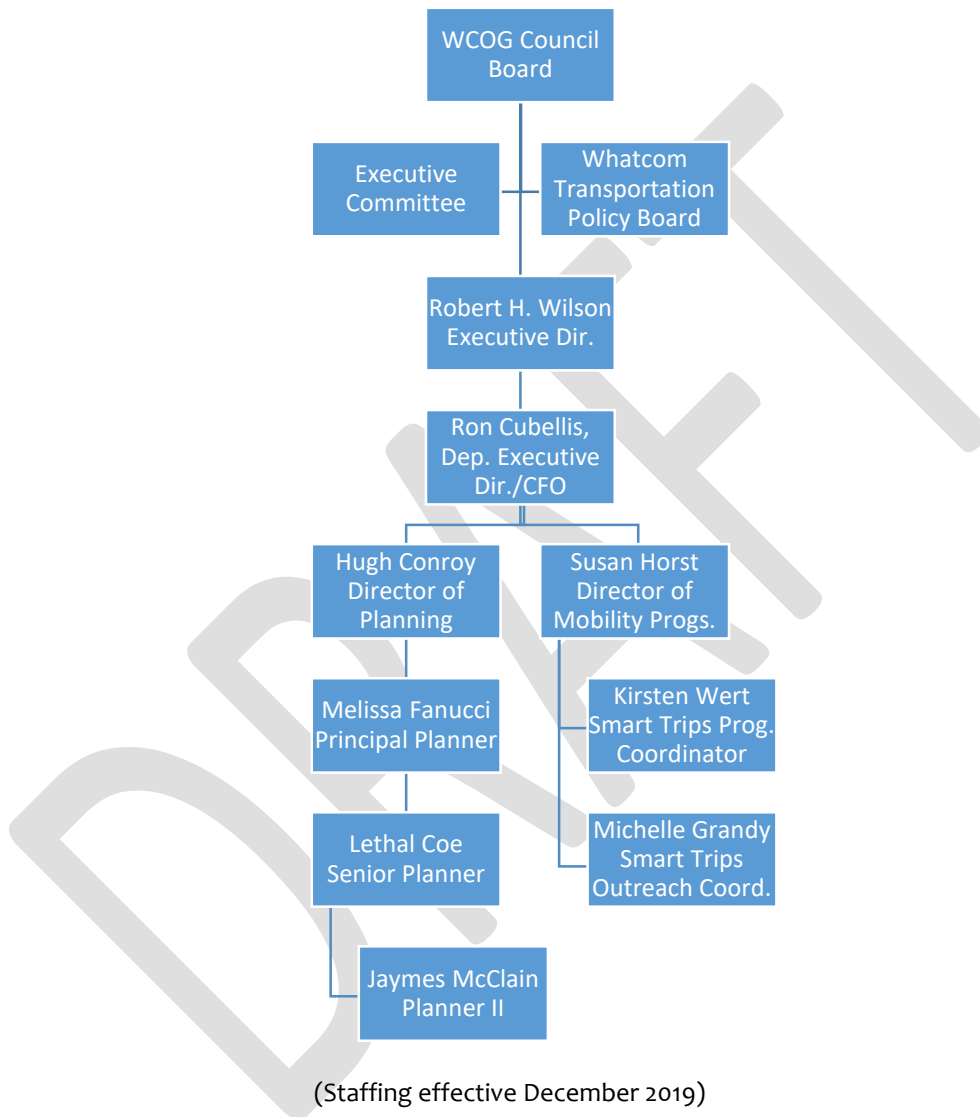 WCOG Council
Board
Executive
Committee
Whatcom
Transportation
Policy Board
Robert H. Wilson
Executive Dir.
Ron Cubellis,
Dep. Executive
Dir./CFO
Hugh Conroy
Director of
Planning
Susan Horst
Director of
Mobility Progs.
Melissa Fanucci
Principal Planner
Kirsten Wert
Smart Trips Prog.
Coordinator
Lethal Coe
Senior Planner
Michelle Grandy
Smart Trips
Outreach Coord.
Jaymes McClain
Planner II
(Staffing effective December 2019)
DRAFT